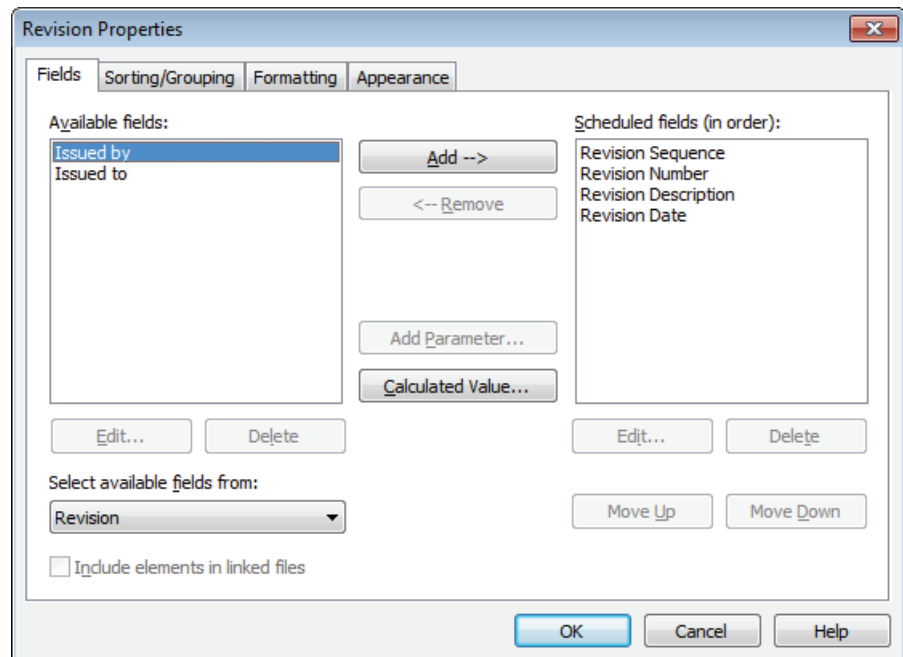 Revision Properties
Fields Sorting/Grouping Formatting Appearance
Available fields:
Issued by
Issued to
Add -->
<-- Remove
Add Parameter...
Calculated Value...
Scheduled fields (in order):
Revision Sequence
Revision Number
Revision Description
Revision Date
Edit... Delete
Edit... Delete
Select available fields from:
Revision
Move Up Move Down
Include elements in linked files
OK Cancel Help